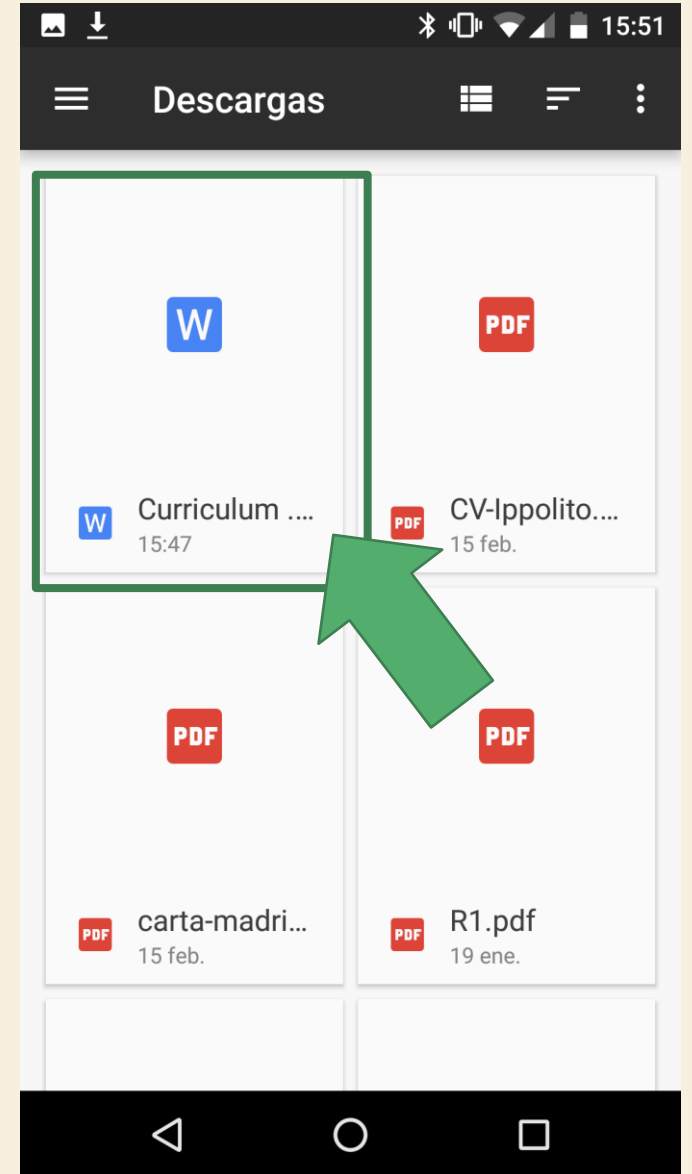 15:51
Descargas
W
PDF
W Curriculum ....
15:47
PDF CV-Ippolito....
15 feb.
PDF
PDF
PDF carta-madri...
15 feb.
PDF R1.pdf
19 ene.